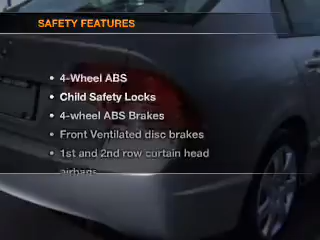 SAFETY FEATURES
• 4-Wheel ABS
• Child Safety Locks
• 4-wheel ABS Brakes
• Front Ventilated disc brakes
• 1st and 2nd row curtain head
airbags